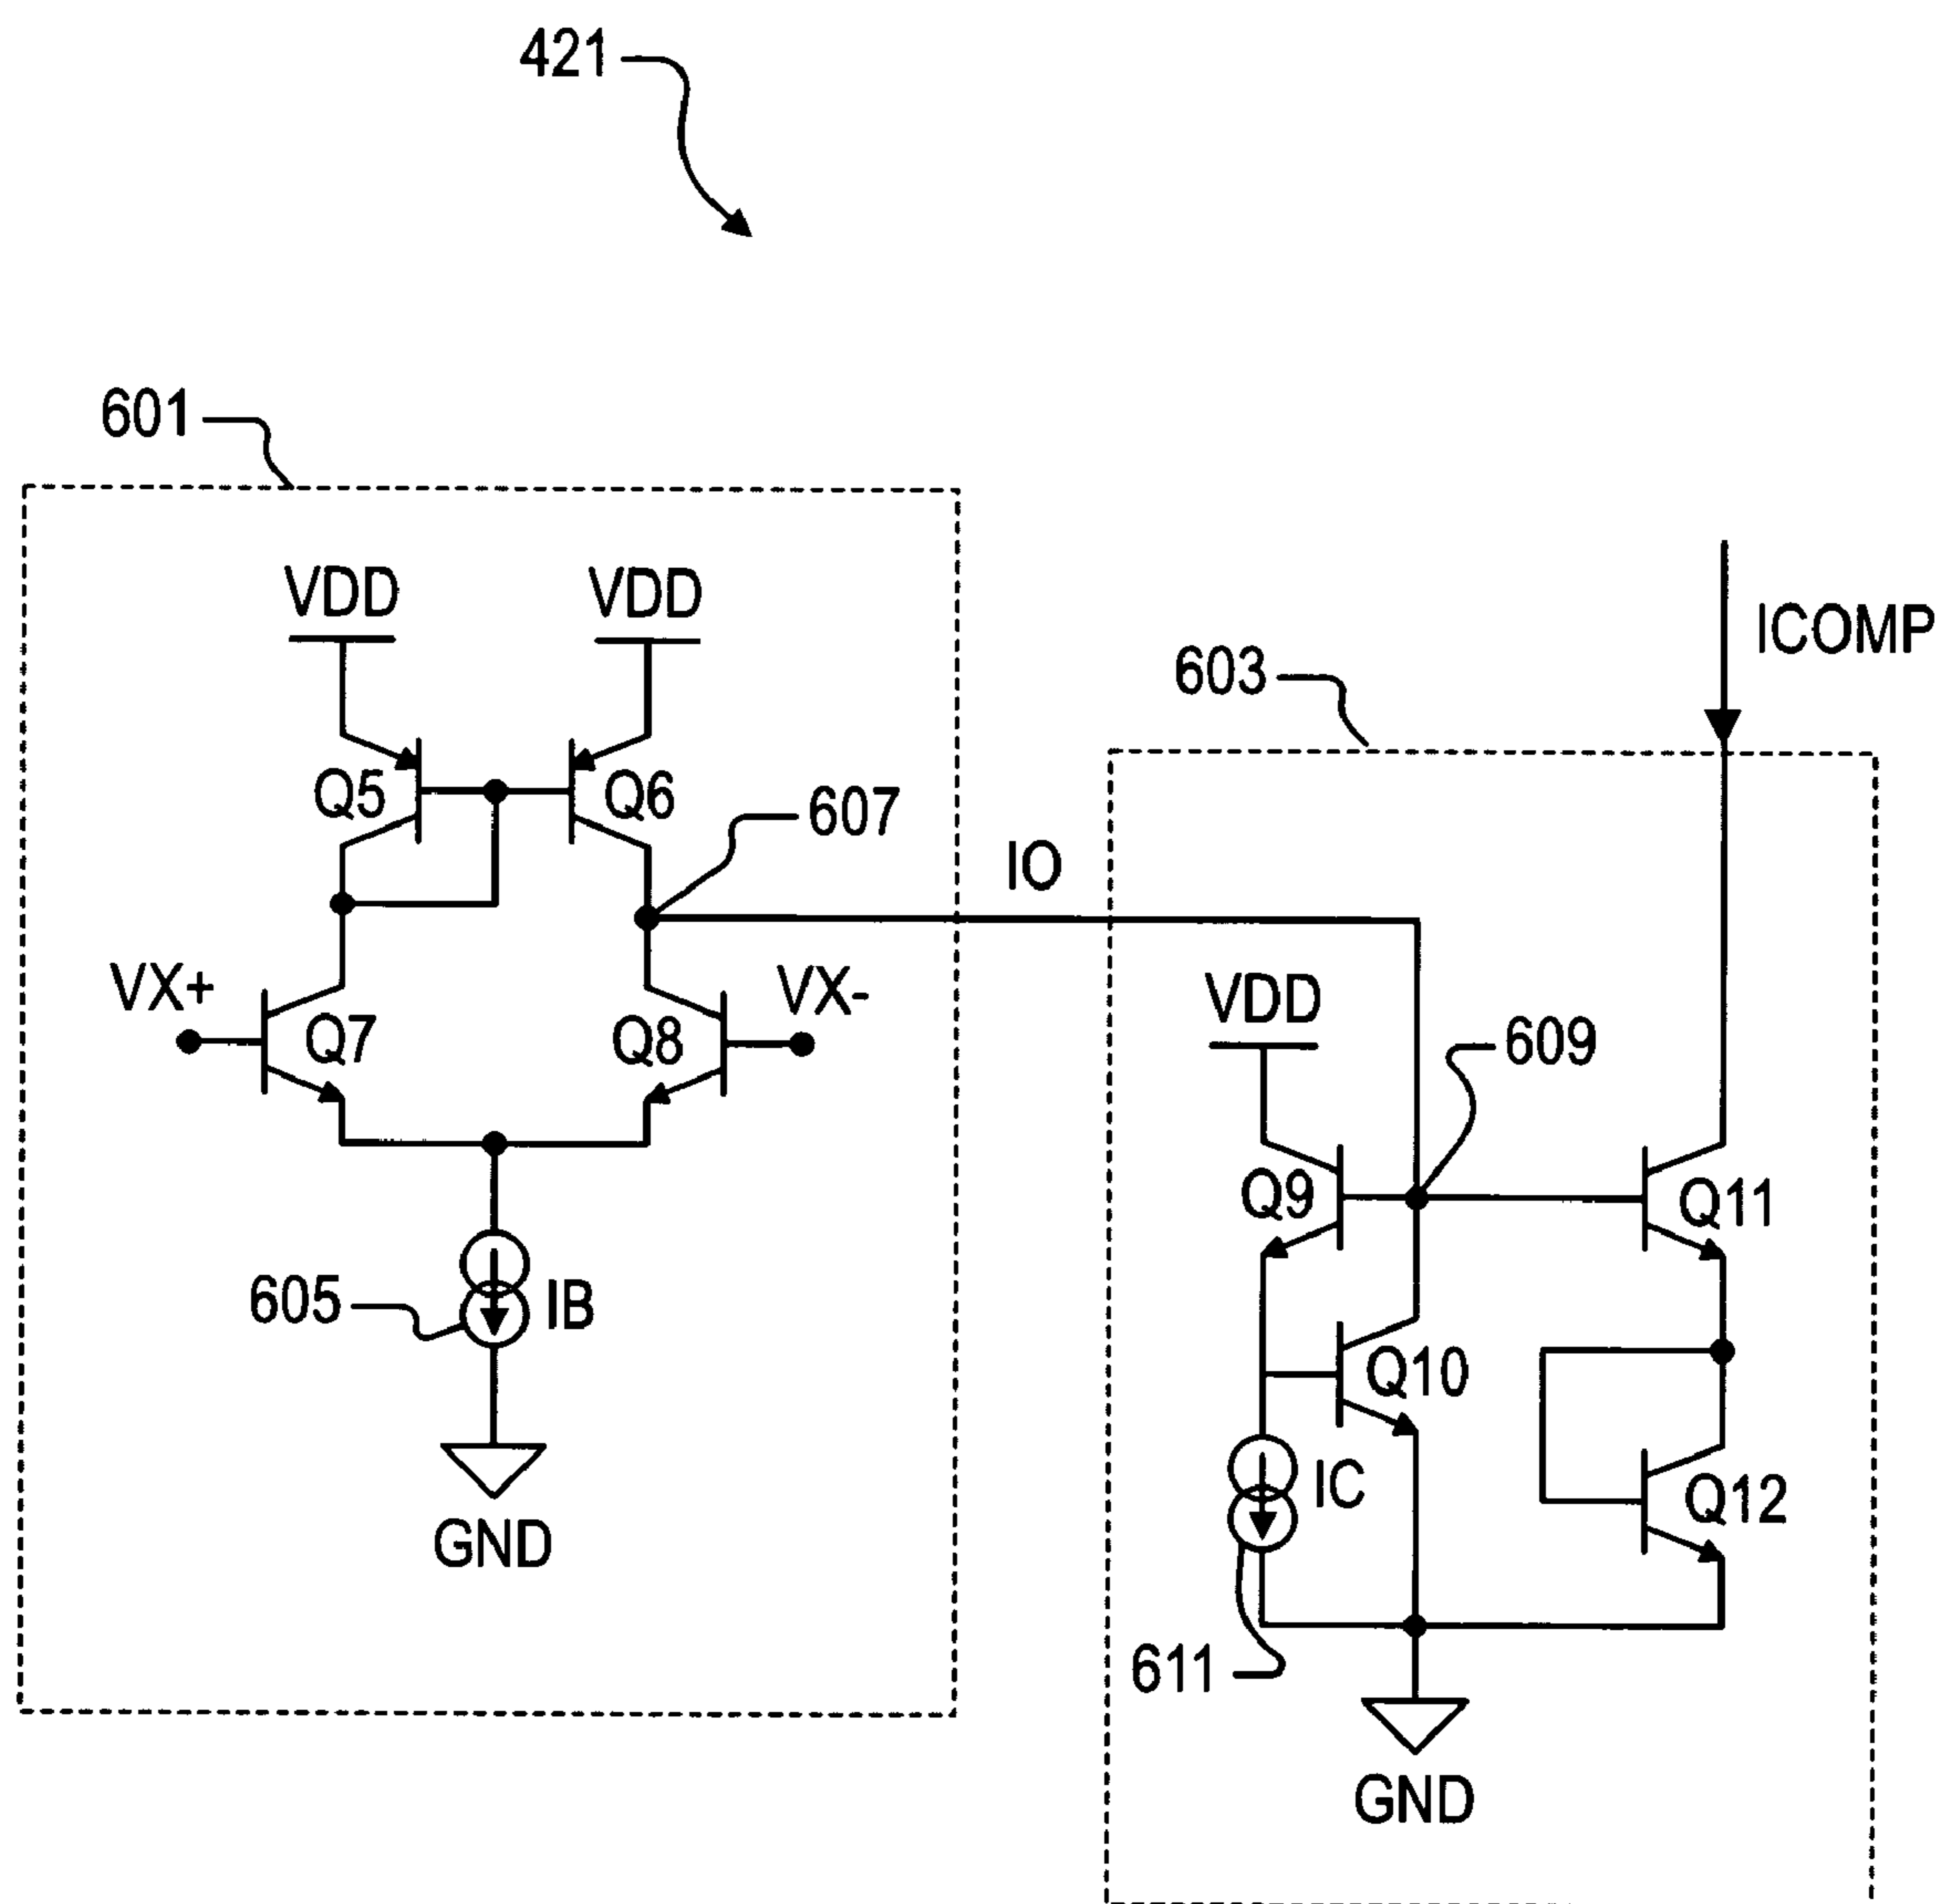 421
601
VDD VDD
ICOMP
603
Q5 Q6
607
IO
VX+ VX-
VDD
Q7 Q8
609
Q9 Q11
605 IB
Q10
IC
Q12
GND
611
GND